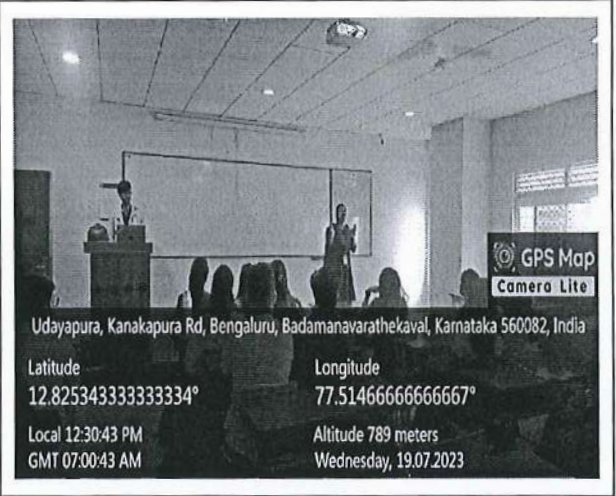 GPS Map
Camera Lite
Udayapura, Kanakapura Rd, Bengaluru, Badamanavarathekaval, Karnataka 560082, India
Latitude
12.825343333333334°
Longitude
77.51466666666667°
Local 12:30:43 PM
GMT 07:00:43 AM
Altitude 789 meters
Wednesday, 19.07.2023